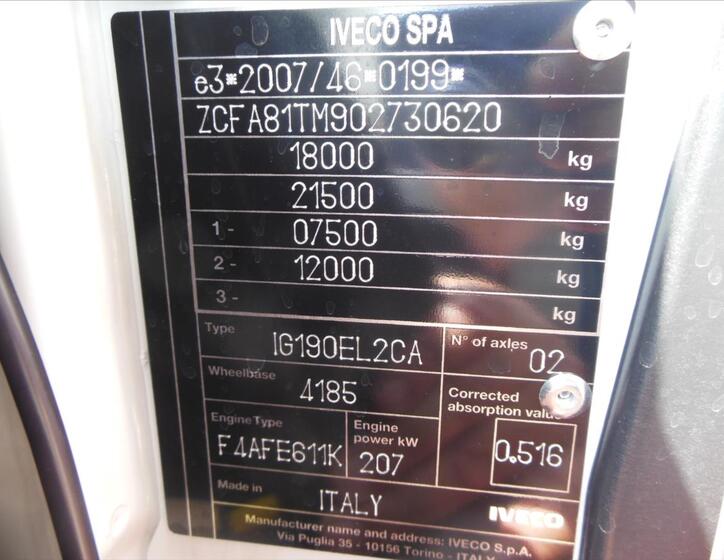 IVECO SPA
e3*2007/46*0199*
ZCFA81TM902730620
18000 kg
21500 kg
1 - 07500 kg
2 - 12000 kg
3 - kg
Type IG190EL2CA
N° of axles 02
Wheelbase 4185
Corrected absorption value 0.516
Engine Type F4AFE611K
Engine power kW 207
Made in ITALY
IVECO
Manufacturer name and address: IVECO S.p.A.
Via Puglia 35 - 10156 Torino - ITALY